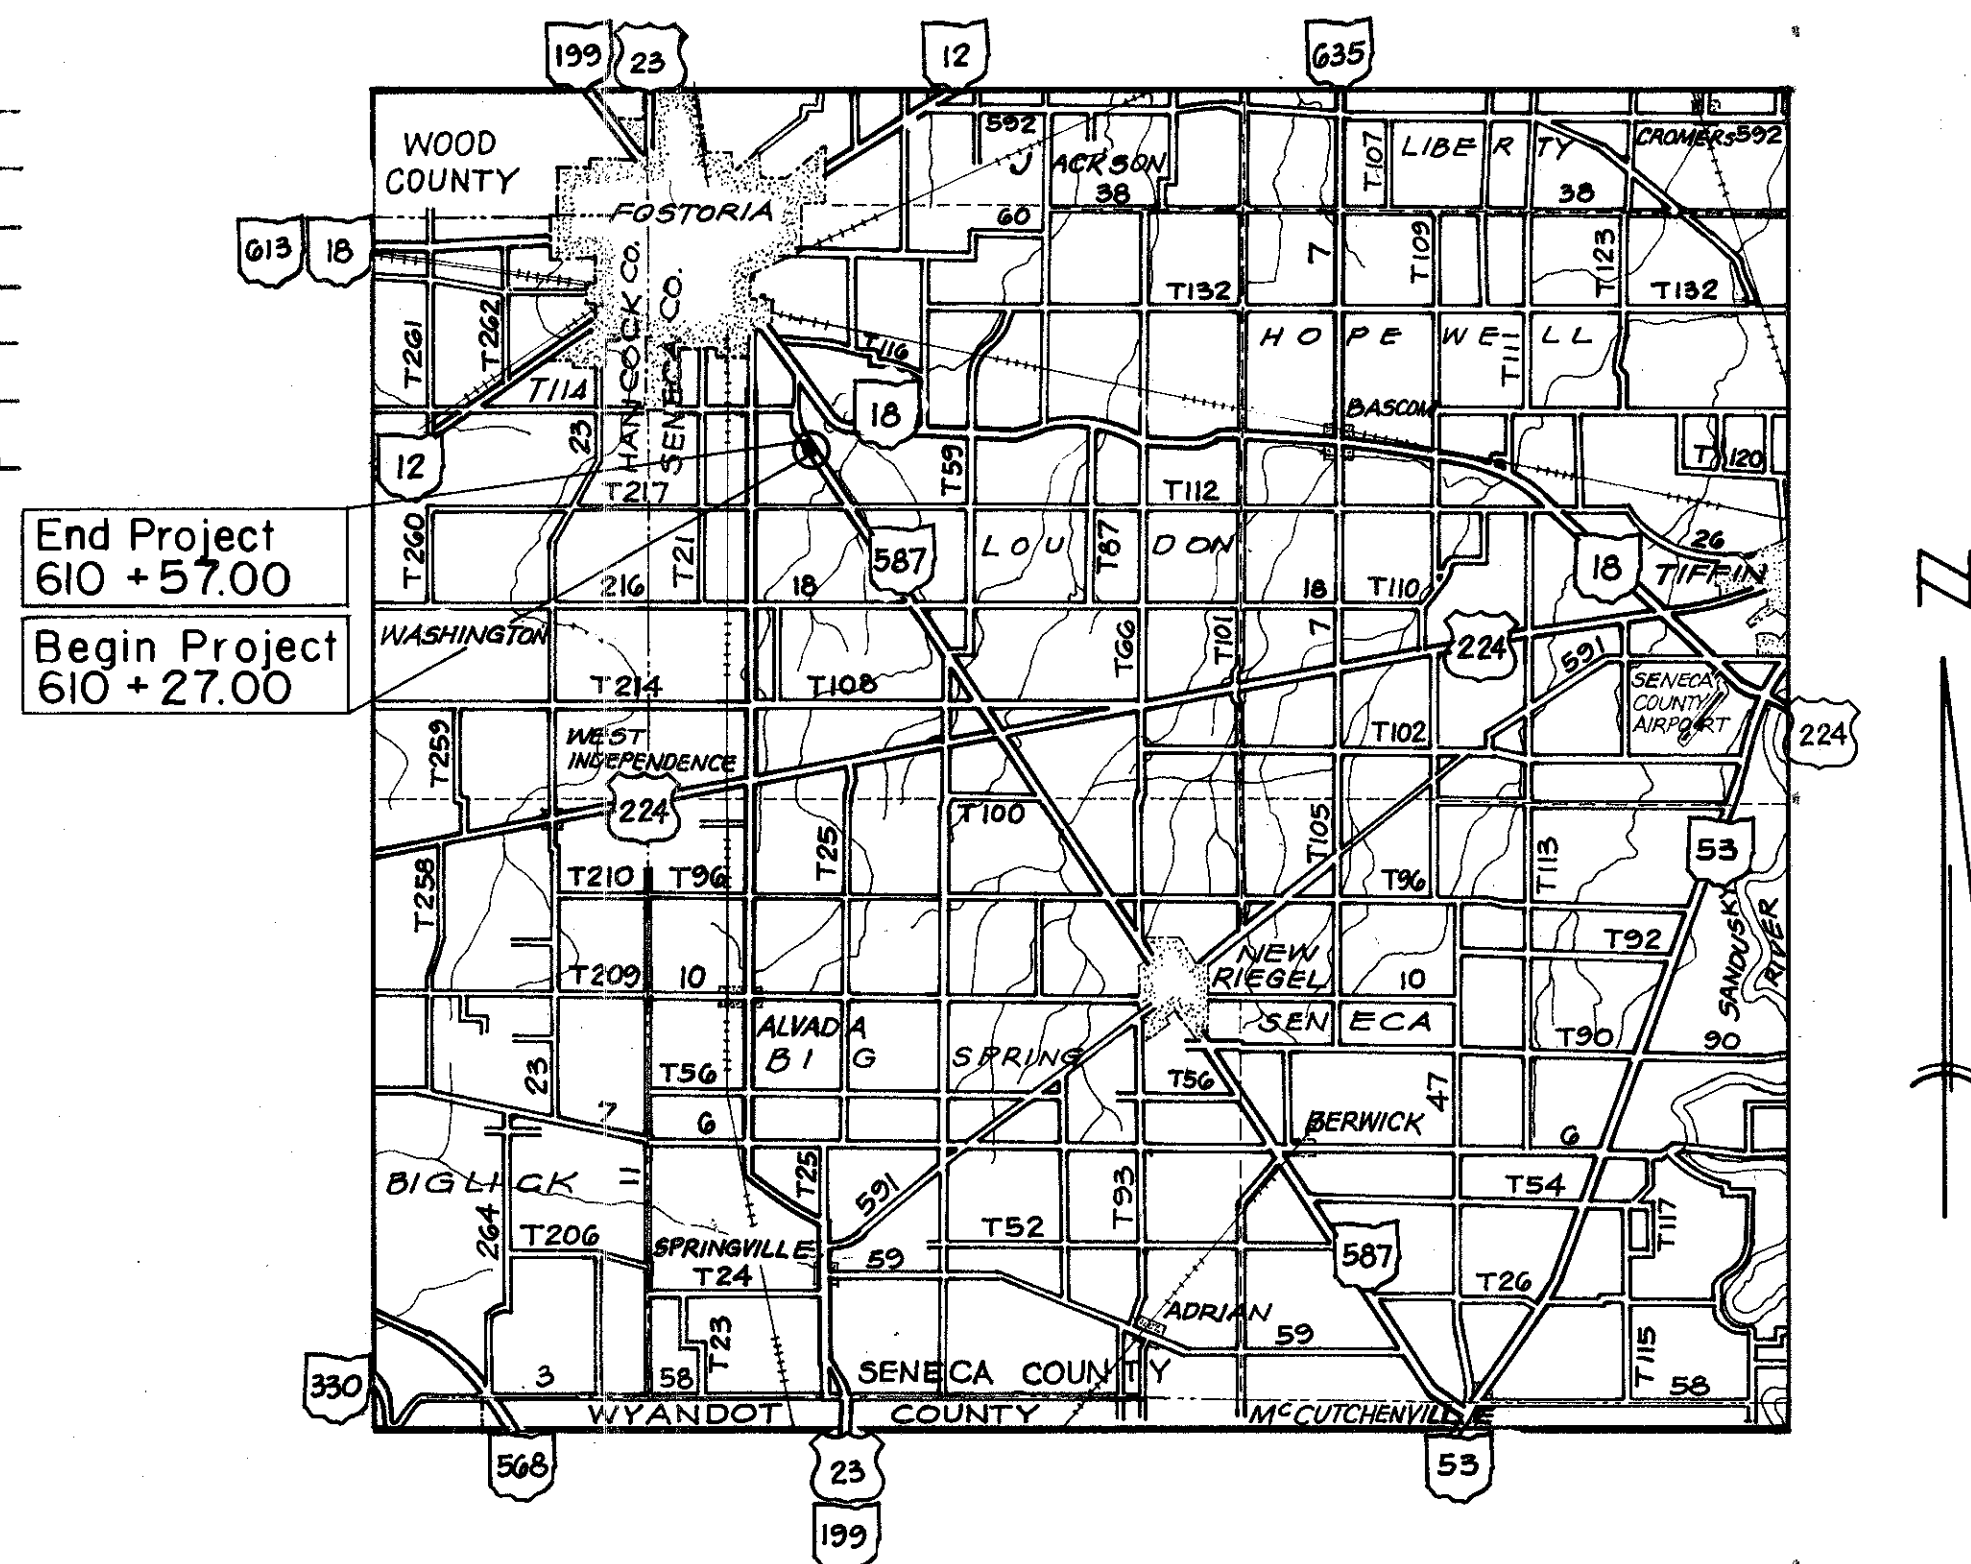 199
23
12
635
WOOD
COUNTY
592
JACKSON
38
T107
LIBERTY
CROMERS
592
38
FOSTORIA
60
613
18
7
T109
T123
HANCOCK CO.
SENECA CO.
T132
T132
T261
T262
T116
HOPEWELL
T111
T114
18
BASCOM
12
23
T59
T120
T217
T112
End Project
610 +57.00
T260
T21
587
LOUDON
T87
18
26
TIFFIN
216
18
18
T110
Begin Project
610 +27.00
WASHINGTON
T66
T101
7
224
591
T214
T108
SENECA
COUNTY
AIRPORT
T259
WEST
INDEPENDENCE
T102
224
224
T100
T25
T105
T113
53
T258
T210
T96
T96
SANDUSKY
RIVER
T209
10
NEW
RIEGEL
10
T92
ALVADA
SENECA
BIG SPRING
T90
90
23
T56
T56
47
7
6
BERWICK
6
BIGLICK
11
T25
591
T93
T54
T117
264
T206
SPRINGVILLE
T52
59
587
T24
T26
ADRIAN
T23
59
T115
330
3
58
SENECA COUNTY
58
WYANDOT COUNTY
McCUTCHENVILLE
568
23
53
199